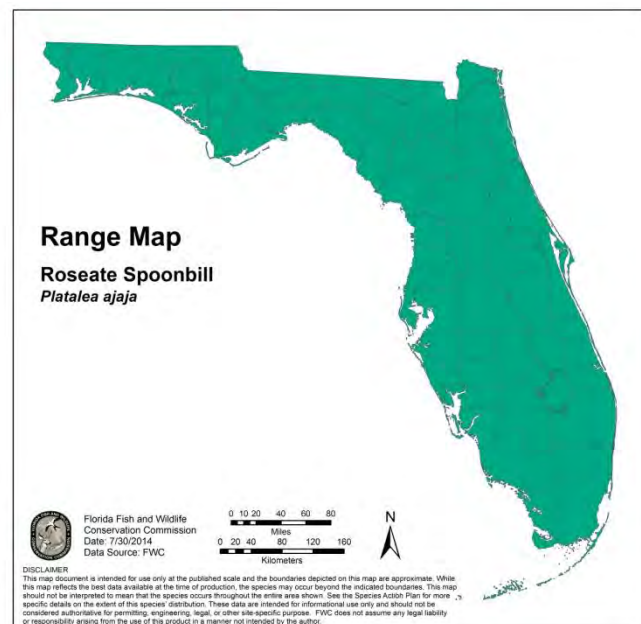 Range Map
Roseate Spoonbill
Platalea ajaja
Florida Fish and Wildlife
Conservation Commission
Date: 7/30/2014
Data Source: FWC
0 10 20 40 60 80
Miles
0 20 40 80 120 160
Kilometers
N
DISCLAIMER
This map document is intended for use only at the published scale and the boundaries depicted on this map are approximate. While
this map reflects the best data available at the time of production, the species may occur beyond the indicated boundaries. This map
should not be interpreted to mean that the species occurs throughout the entire area shown. See the Species Action Plan for more
specific details on the extent of this species' distribution. These data are intended for informational use only and should not be
considered authoritative for permitting, engineering, legal, or other site-specific purpose. FWC does not assume any legal liability
or responsibility arising from the use of this product in a manner not intended by the author.